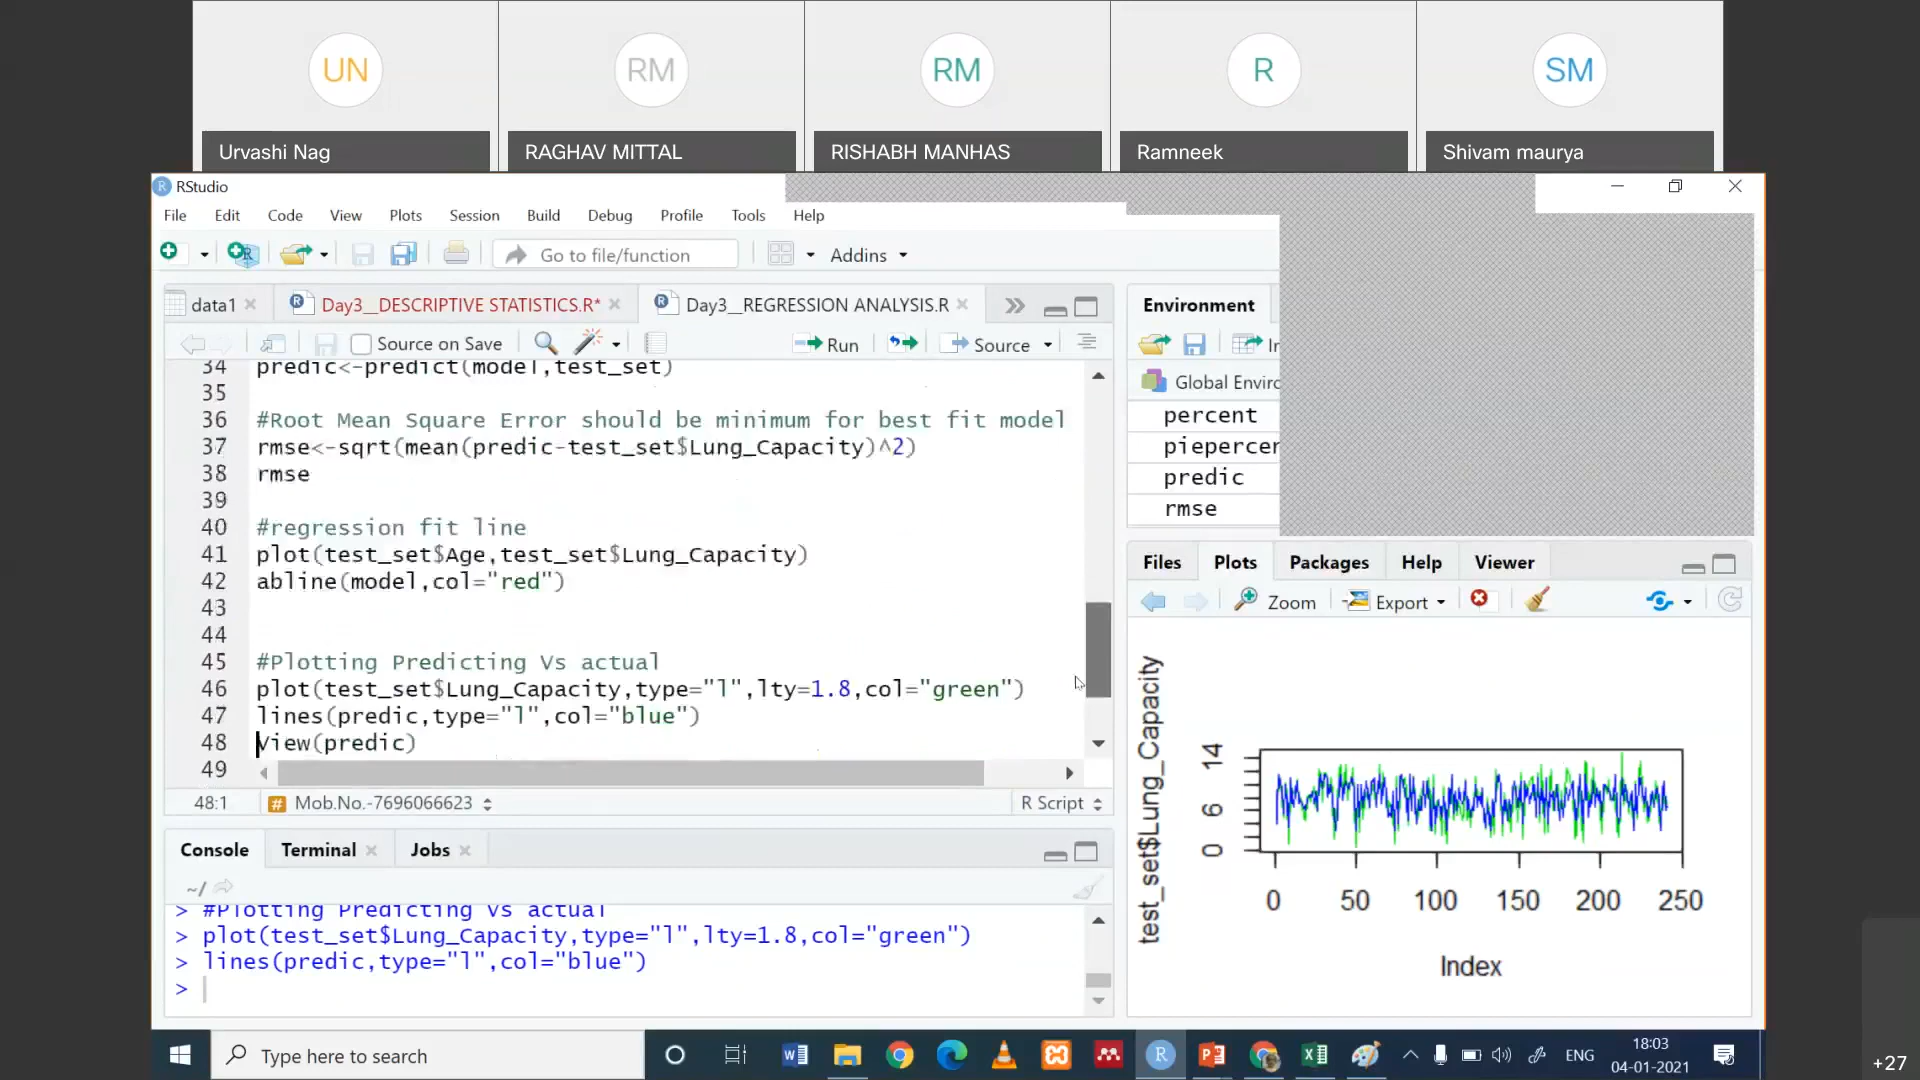 UN
RM
RM
R
SM
Urvashi Nag
RAGHAV MITTAL
RISHABH MANHAS
Ramneek
Shivam maurya
RStudio
File Edit Code View Plots Session Build Debug Profile Tools Help
Go to file/function
Addins
data1
Day3__DESCRIPTIVE STATISTICS.R*
Day3__REGRESSION ANALYSIS.R
Source on Save
Run
Source
34 predic<-predict(model,test_set)
35
36 #Root Mean Square Error should be minimum for best fit model
37 rmse<-sqrt(mean(predic-test_set$Lung_Capacity)^2)
38 rmse
39
40 #regression fit line
41 plot(test_set$Age,test_set$Lung_Capacity)
42 abline(model,col="red")
43
44
45 #Plotting Predicting Vs actual
46 plot(test_set$Lung_Capacity,type="l",lty=1.8,col="green")
47 lines(predic,type="l",col="blue")
48 View(predic)
49
48:1
# Mob.No.-7696066623
R Script
Console Terminal Jobs
~/
> #Plotting Predicting Vs actual
> plot(test_set$Lung_Capacity,type="l",lty=1.8,col="green")
> lines(predic,type="l",col="blue")
>
Environment
Global
percent
predic
rmse
Files Plots Packages Help Viewer
Zoom
Export
test_set$Lung_Capacity
14
6
0
0 50 100 150 200 250
Index
Type here to search
ENG
18:03
04-01-2021
+27